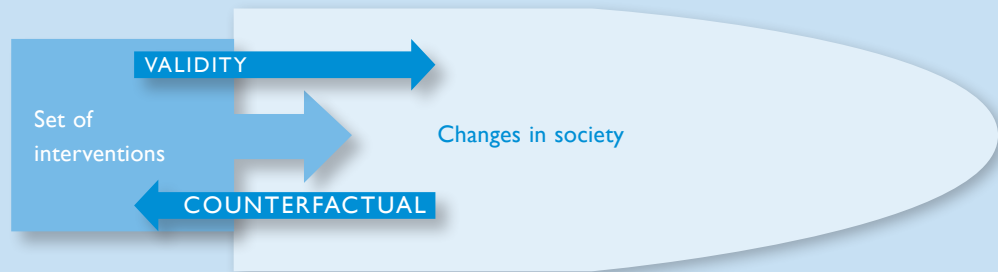 VALIDITY
Set of
interventions
Changes in society
COUNTERFACTUAL